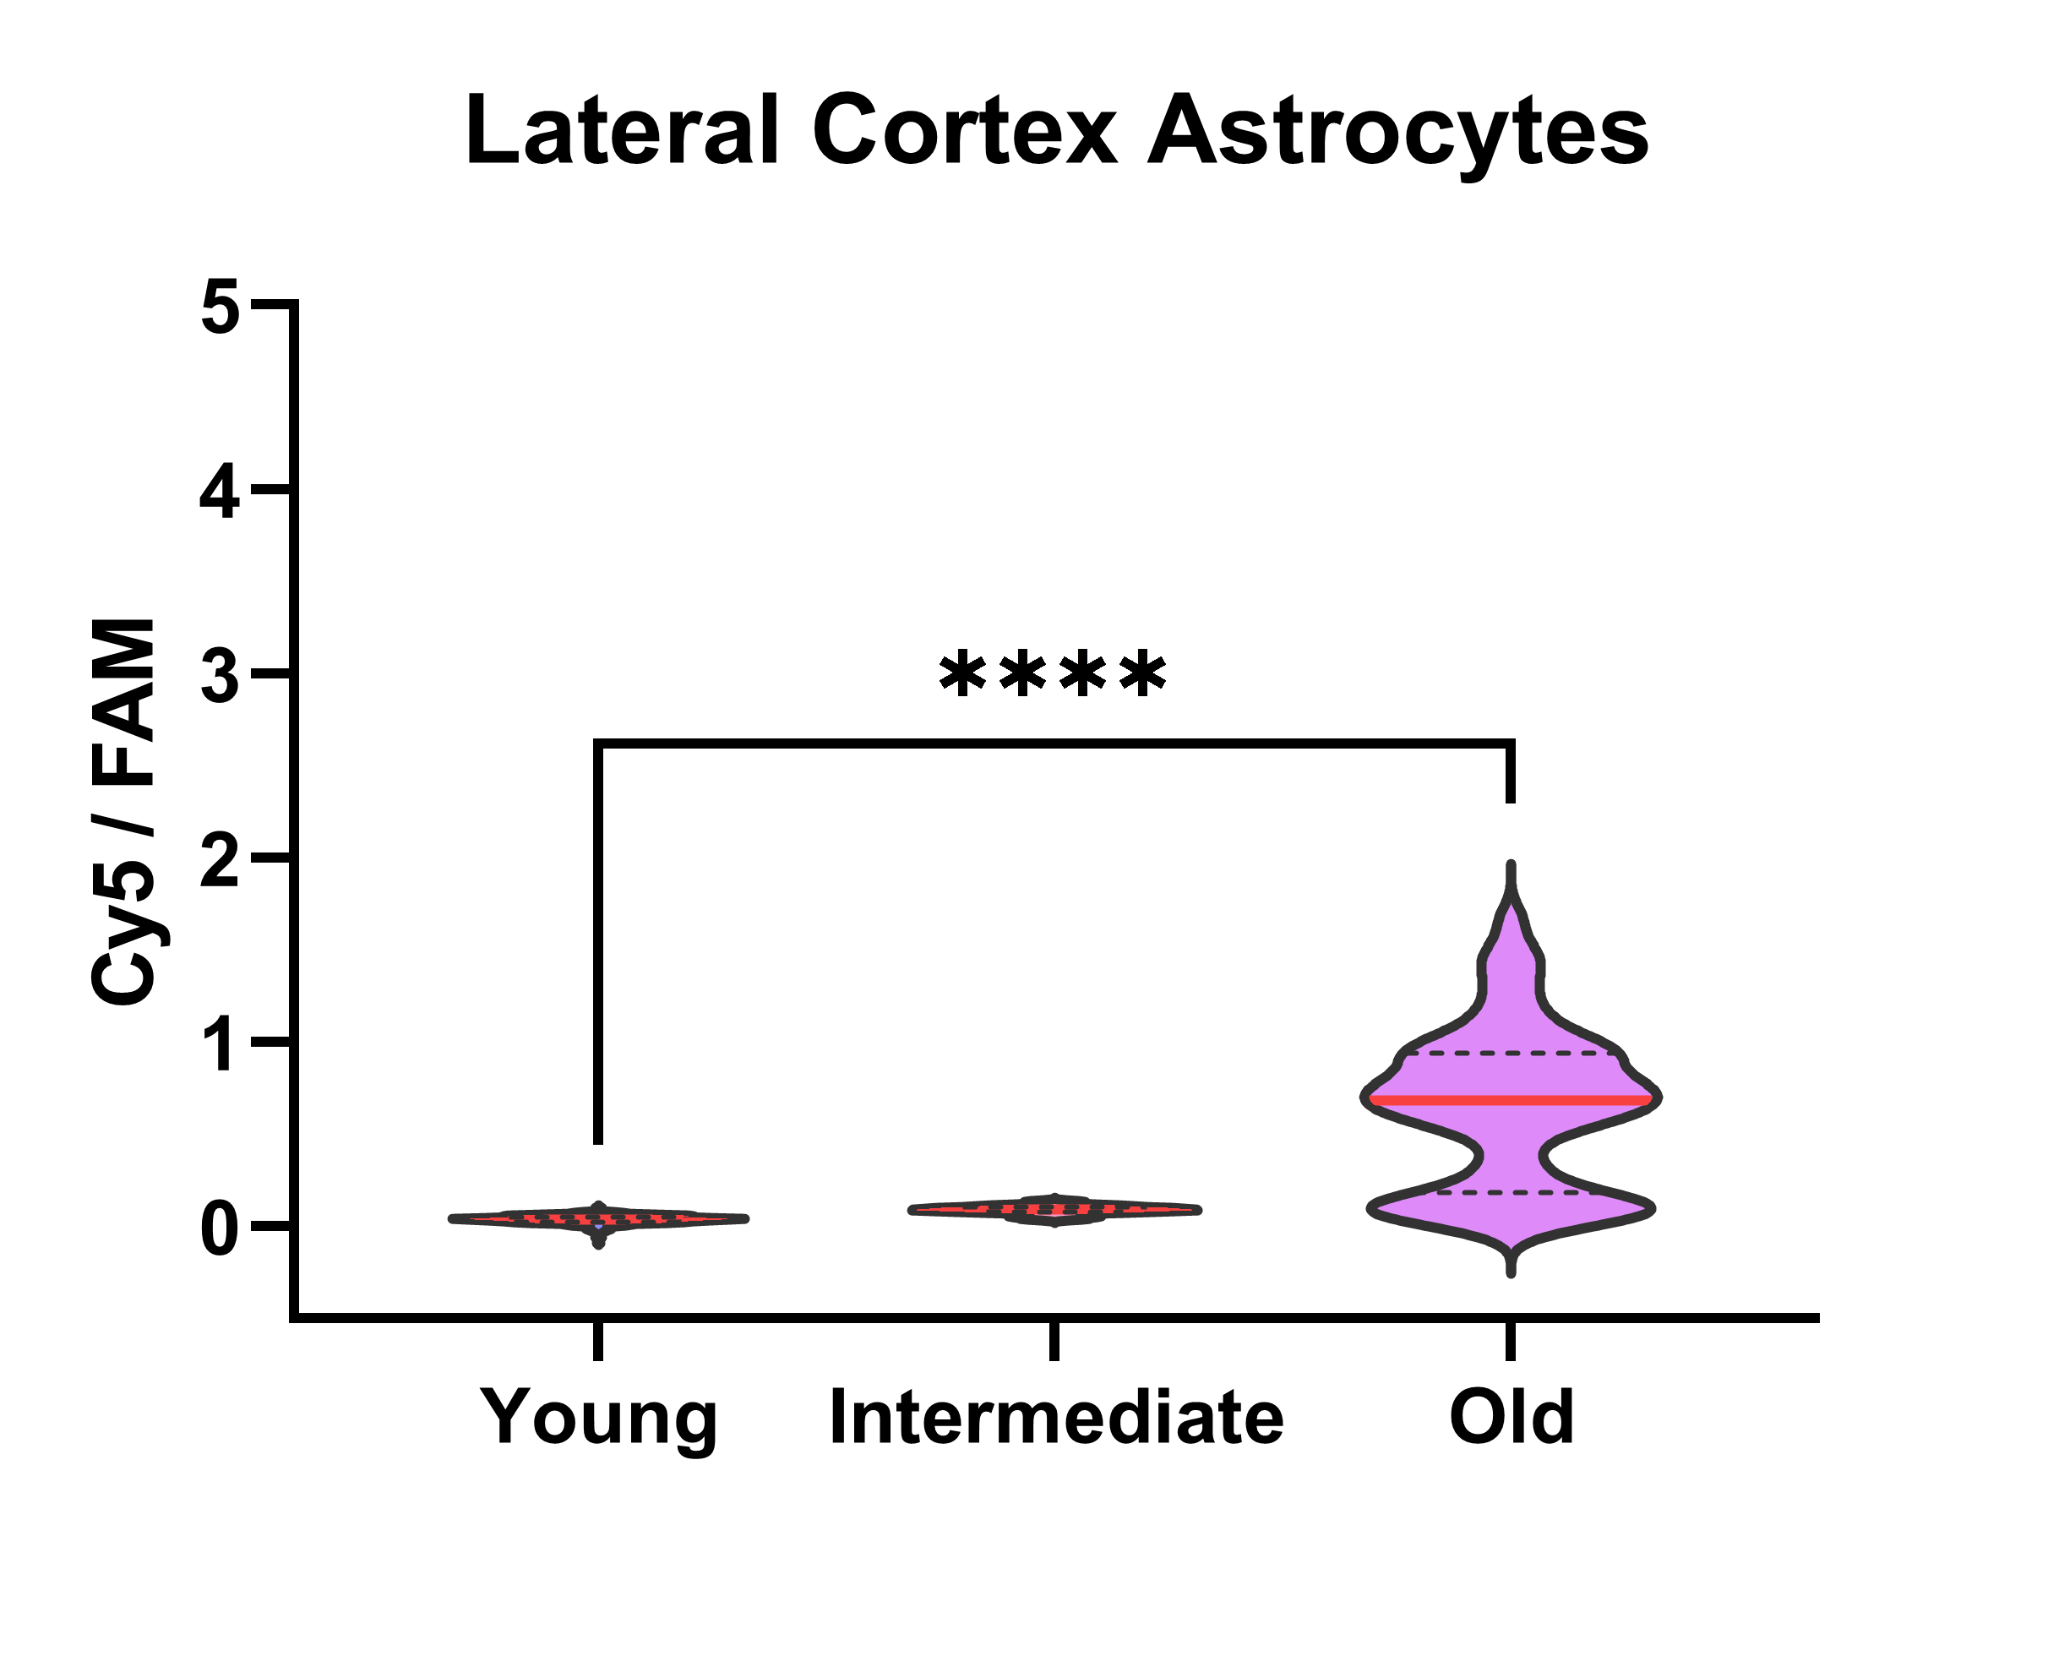 Lateral Cortex Astrocytes
5
4
3
2
1
0
Cy5 / FAM
****
Young
Intermediate
Old